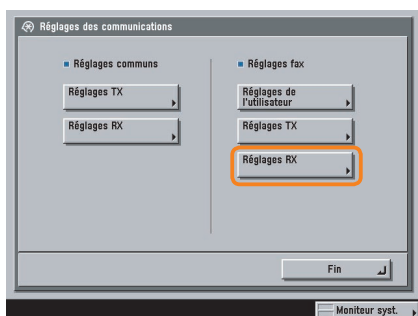 Réglages des communications
Réglages communs
Réglages TX
Réglages RX
Réglages fax
Réglages de
l'utilisateur
Réglages TX
Réglages RX
Fin
Moniteur syst.